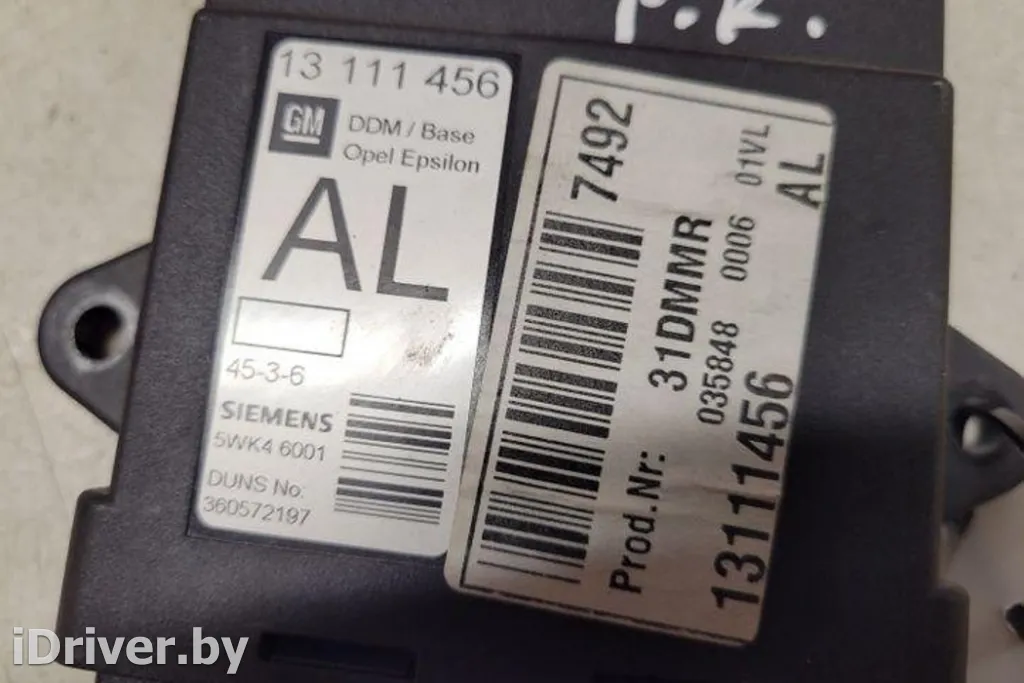 P.R.
13 111 456
GM
DDM / Base
Opel Epsilon
AL
45-3-6
SIEMENS
5WK4 6001
DUNS No:
360572197
7492
Prod.Nr: 31DMMR
035848 0006 01VL
13111456 AL
iDriver.by